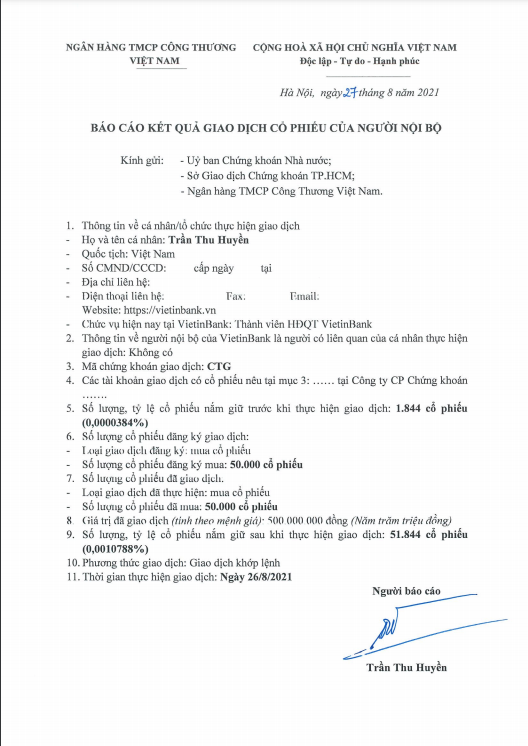 NGÂN HÀNG TMCP CÔNG THƯƠNG
VIỆT NAM
CỘNG HOÀ XÃ HỘI CHỦ NGHĨA VIỆT NAM
Độc lập - Tự do - Hạnh phúc
Hà Nội, ngày 27 tháng 8 năm 2021
BÁO CÁO KẾT QUẢ GIAO DỊCH CỔ PHIẾU CỦA NGƯỜI NỘI BỘ
Kính gửi: - Uỷ ban Chứng khoán Nhà nước;
- Sở Giao dịch Chứng khoán TP.HCM;
- Ngân hàng TMCP Công Thương Việt Nam.
1. Thông tin về cá nhân/tổ chức thực hiện giao dịch
- Họ và tên cá nhân: Trần Thu Huyền
- Quốc tịch: Việt Nam
- Số CMND/CCCD: cấp ngày tại
- Địa chỉ liên hệ:
- Điện thoại liên hệ: Fax: Email:
Website: https://vietinbank.vn
- Chức vụ hiện nay tại VietinBank: Thành viên HĐQT VietinBank
2. Thông tin về người nội bộ của VietinBank là người có liên quan của cá nhân thực hiện
giao dịch: Không có
3. Mã chứng khoán giao dịch: CTG
4. Các tài khoản giao dịch có cổ phiếu nêu tại mục 3: …… tại Công ty CP Chứng khoán
…….
5. Số lượng, tỷ lệ cổ phiếu nắm giữ trước khi thực hiện giao dịch: 1.844 cổ phiếu
(0,0000384%)
6. Số lượng cổ phiếu đăng ký giao dịch:
- Loại giao dịch đăng ký: mua cổ phiếu
- Số lượng cổ phiếu đăng ký mua: 50.000 cổ phiếu
7. Số lượng cổ phiếu đã giao dịch.
- Loại giao dịch đã thực hiện: mua cổ phiếu
- Số lượng cổ phiếu đã mua: 50.000 cổ phiếu
8 Giá trị đã giao dịch (tính theo mệnh giá): 500 000 000 đồng (Năm trăm triệu đồng)
9. Số lượng, tỷ lệ cổ phiếu nắm giữ sau khi thực hiện giao dịch: 51.844 cổ phiếu
(0,0010788%)
10. Phương thức giao dịch: Giao dịch khớp lệnh
11. Thời gian thực hiện giao dịch: Ngày 26/8/2021
Người báo cáo
Trần Thu Huyền